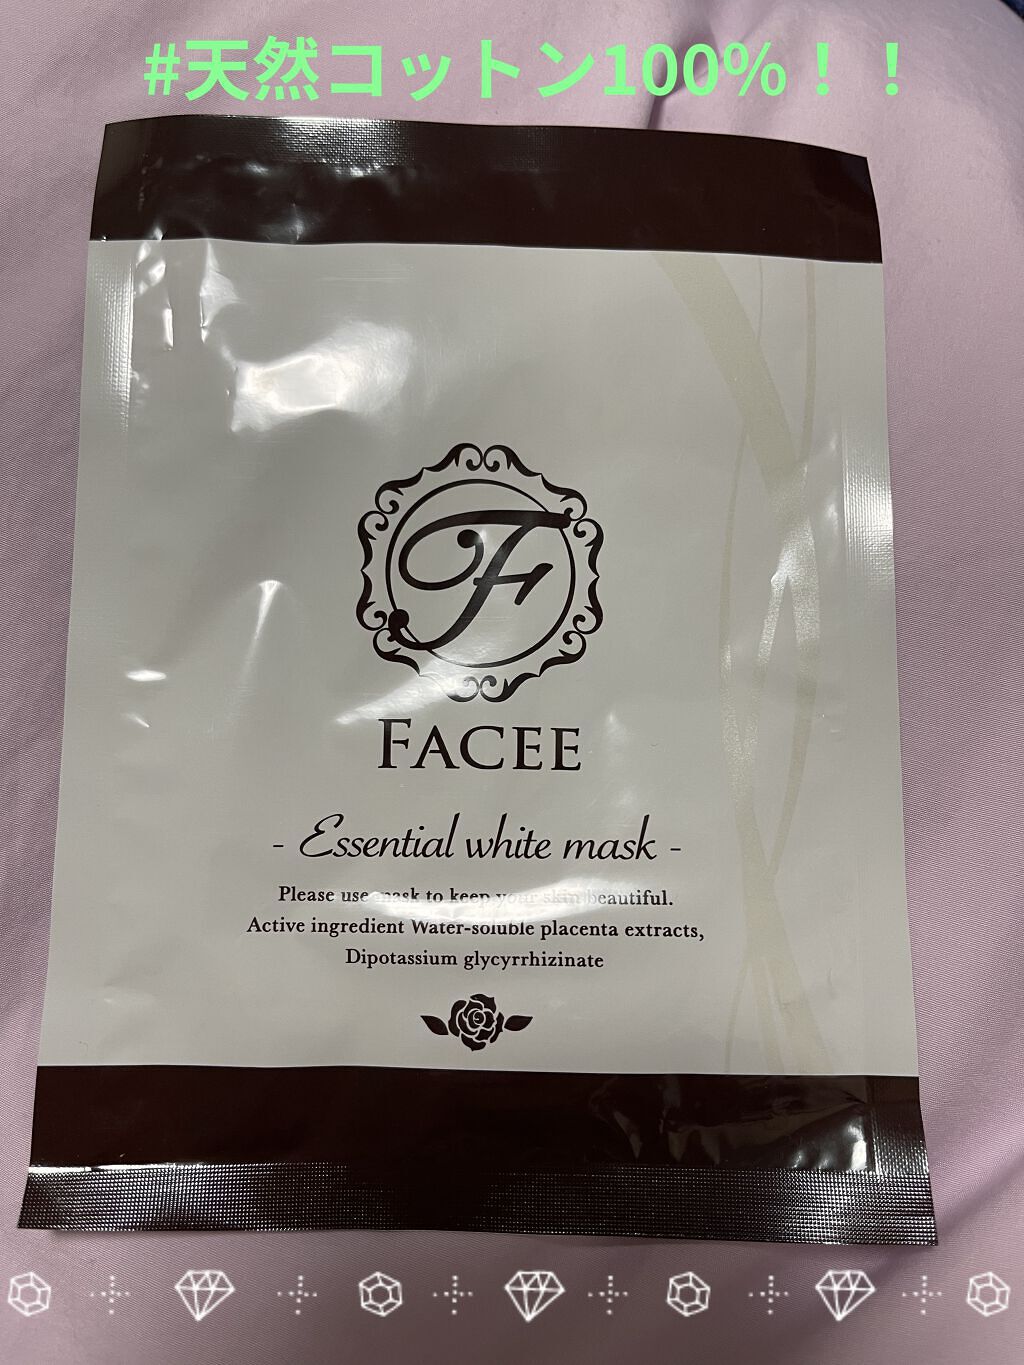 #天然コットン100%！！
F
FACEE
- Essential white mask -
Please use mask to keep your skin beautiful.
Active ingredient Water-soluble placenta extracts,
Dipotassium glycyrrhizinate